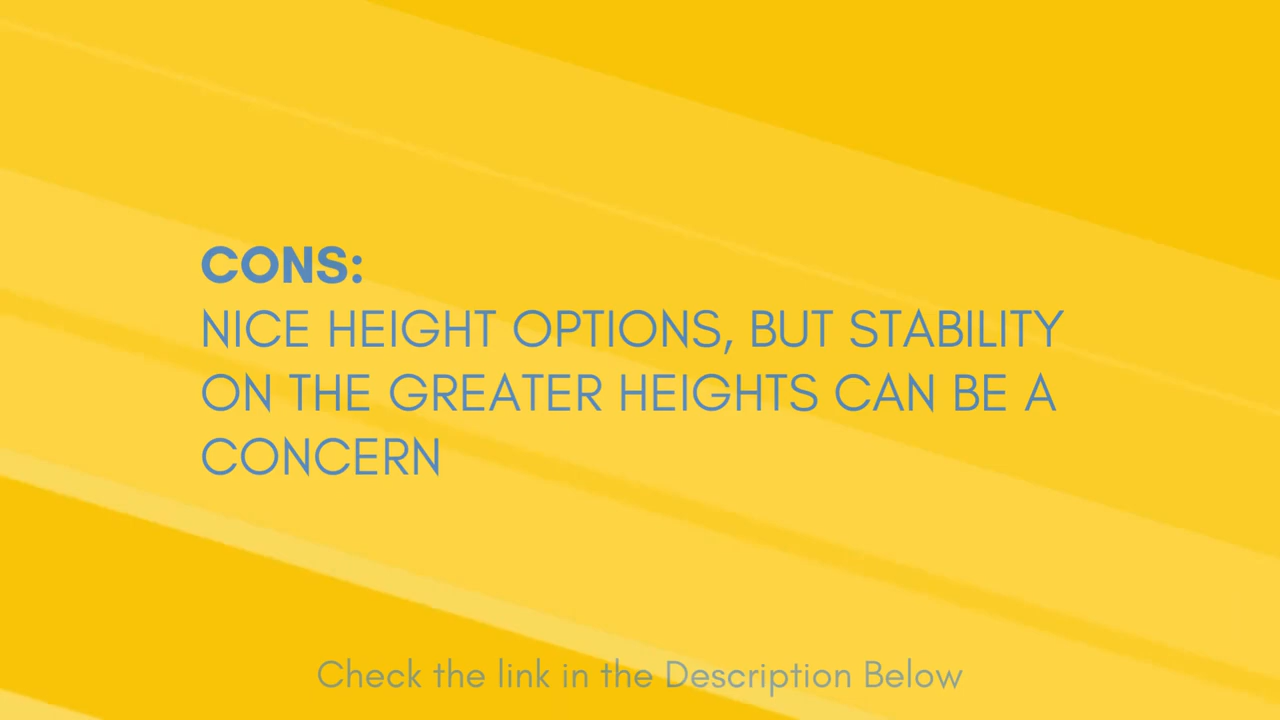 CONS:
NICE HEIGHT OPTIONS, BUT STABILITY
ON THE GREATER HEIGHTS CAN BE A
CONCERN
Check the link in the Description Below